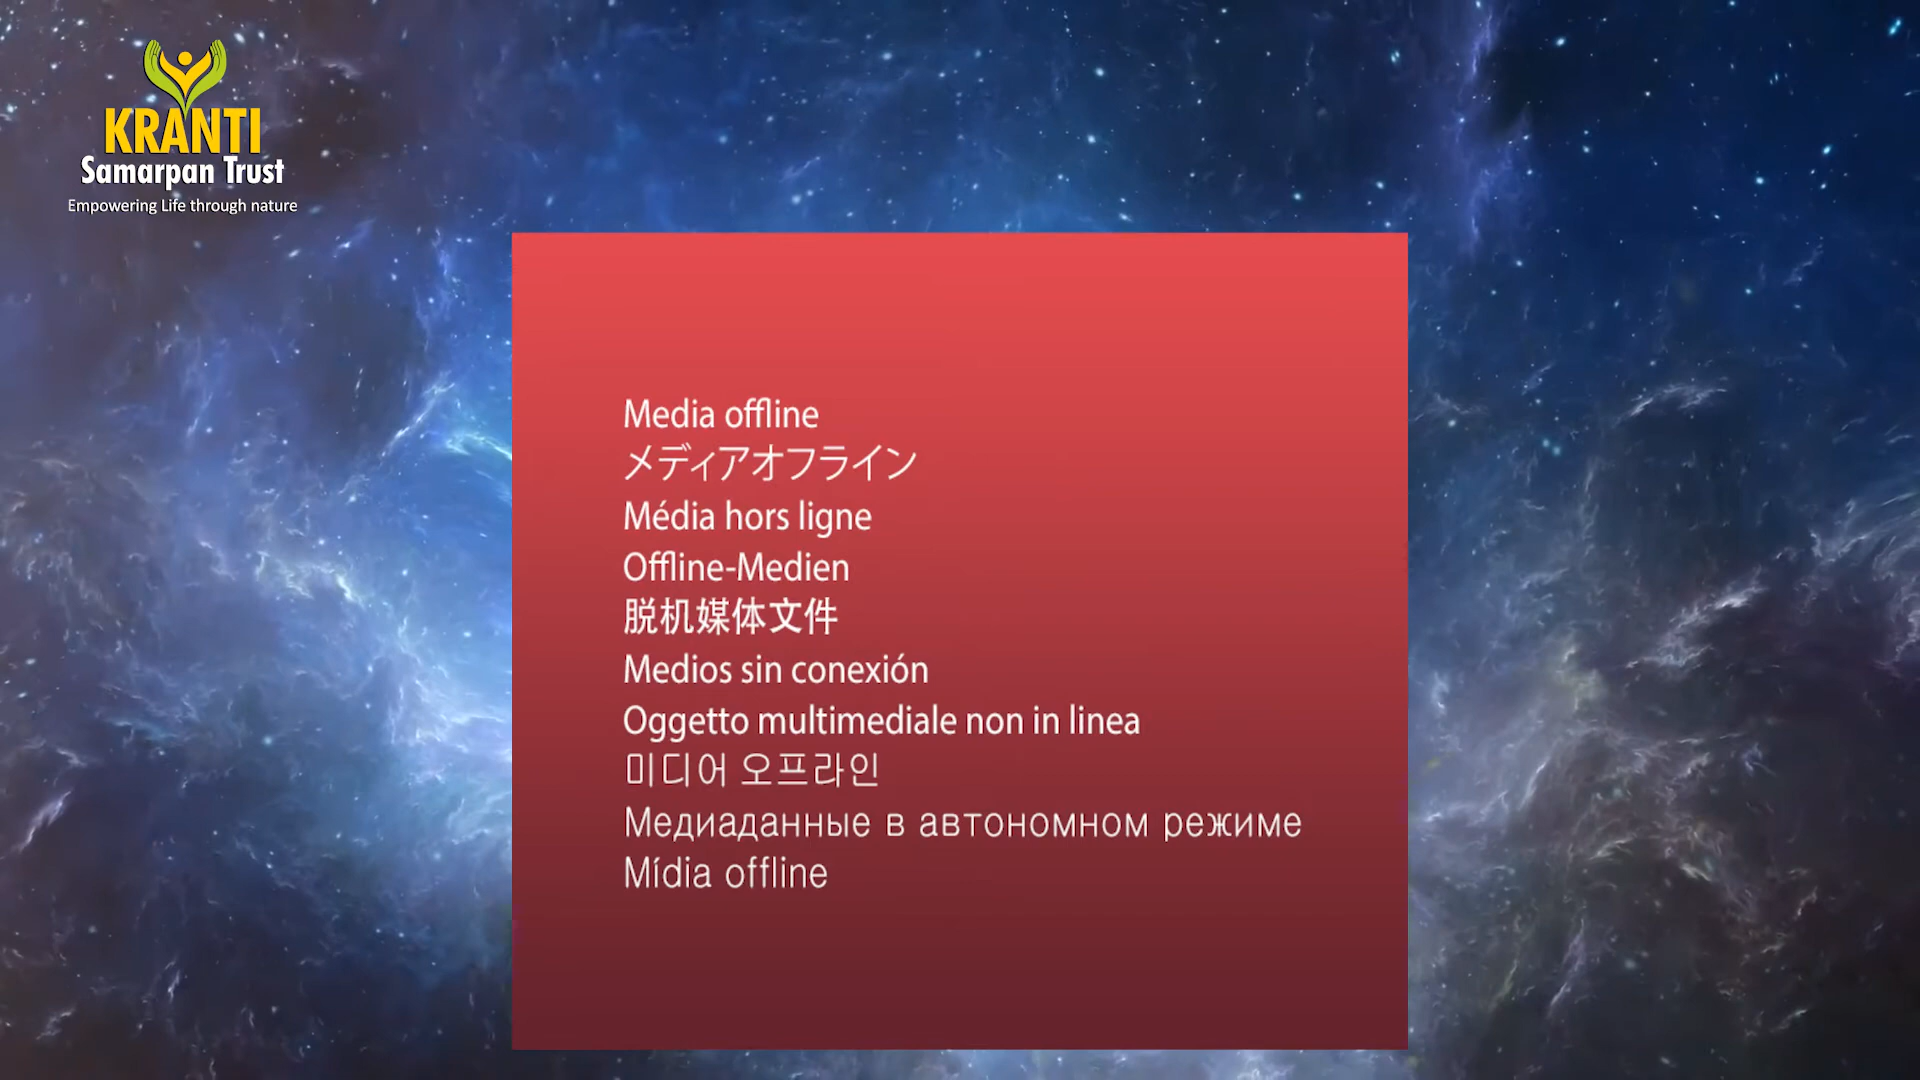 KRANTI
Samarpan Trust
Empowering Life through nature
Media offline
メディアオフライン
Média hors ligne
Offline-Medien
脱机媒体文件
Medios sin conexión
Oggetto multimediale non in linea
미디어 오프라인
Медиаданные в автономном режиме
Mídia offline